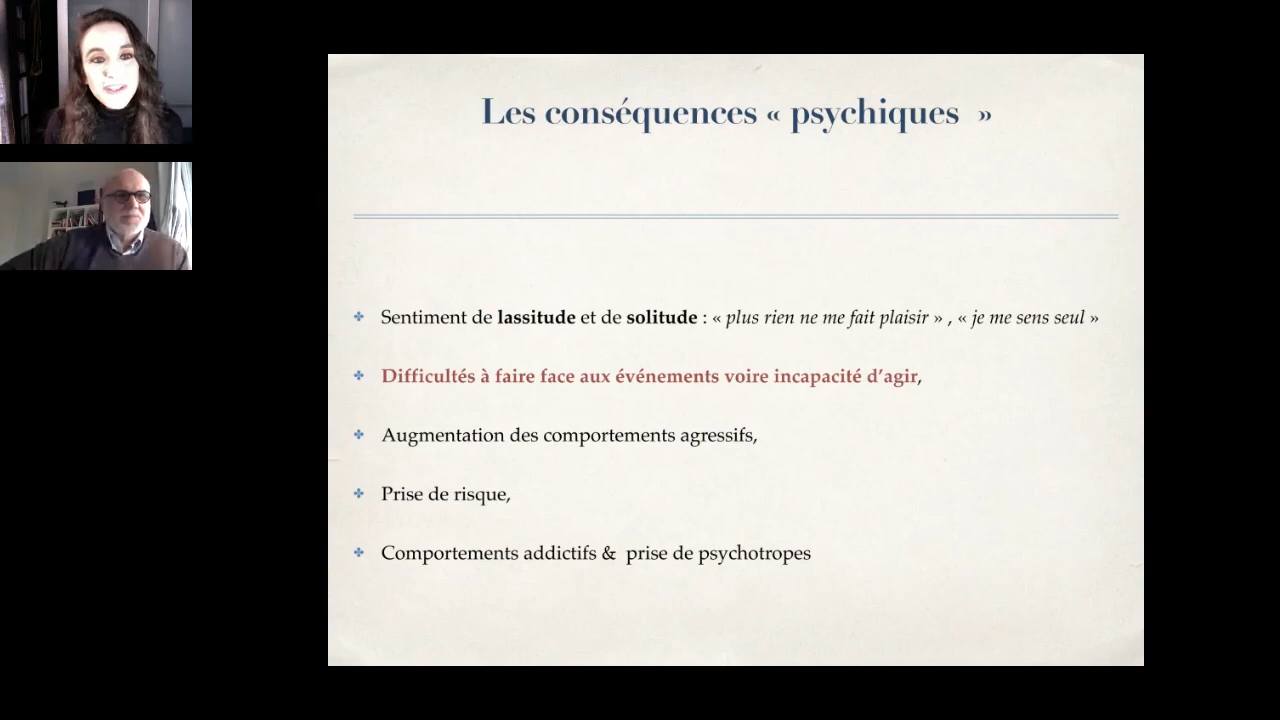 Les conséquences « psychiques  »
Sentiment de lassitude et de solitude : « plus rien ne me fait plaisir » , « je me sens seul »
Difficultés à faire face aux événements voire incapacité d’agir,
Augmentation des comportements agressifs,
Prise de risque,
Comportements addictifs &  prise de psychotropes